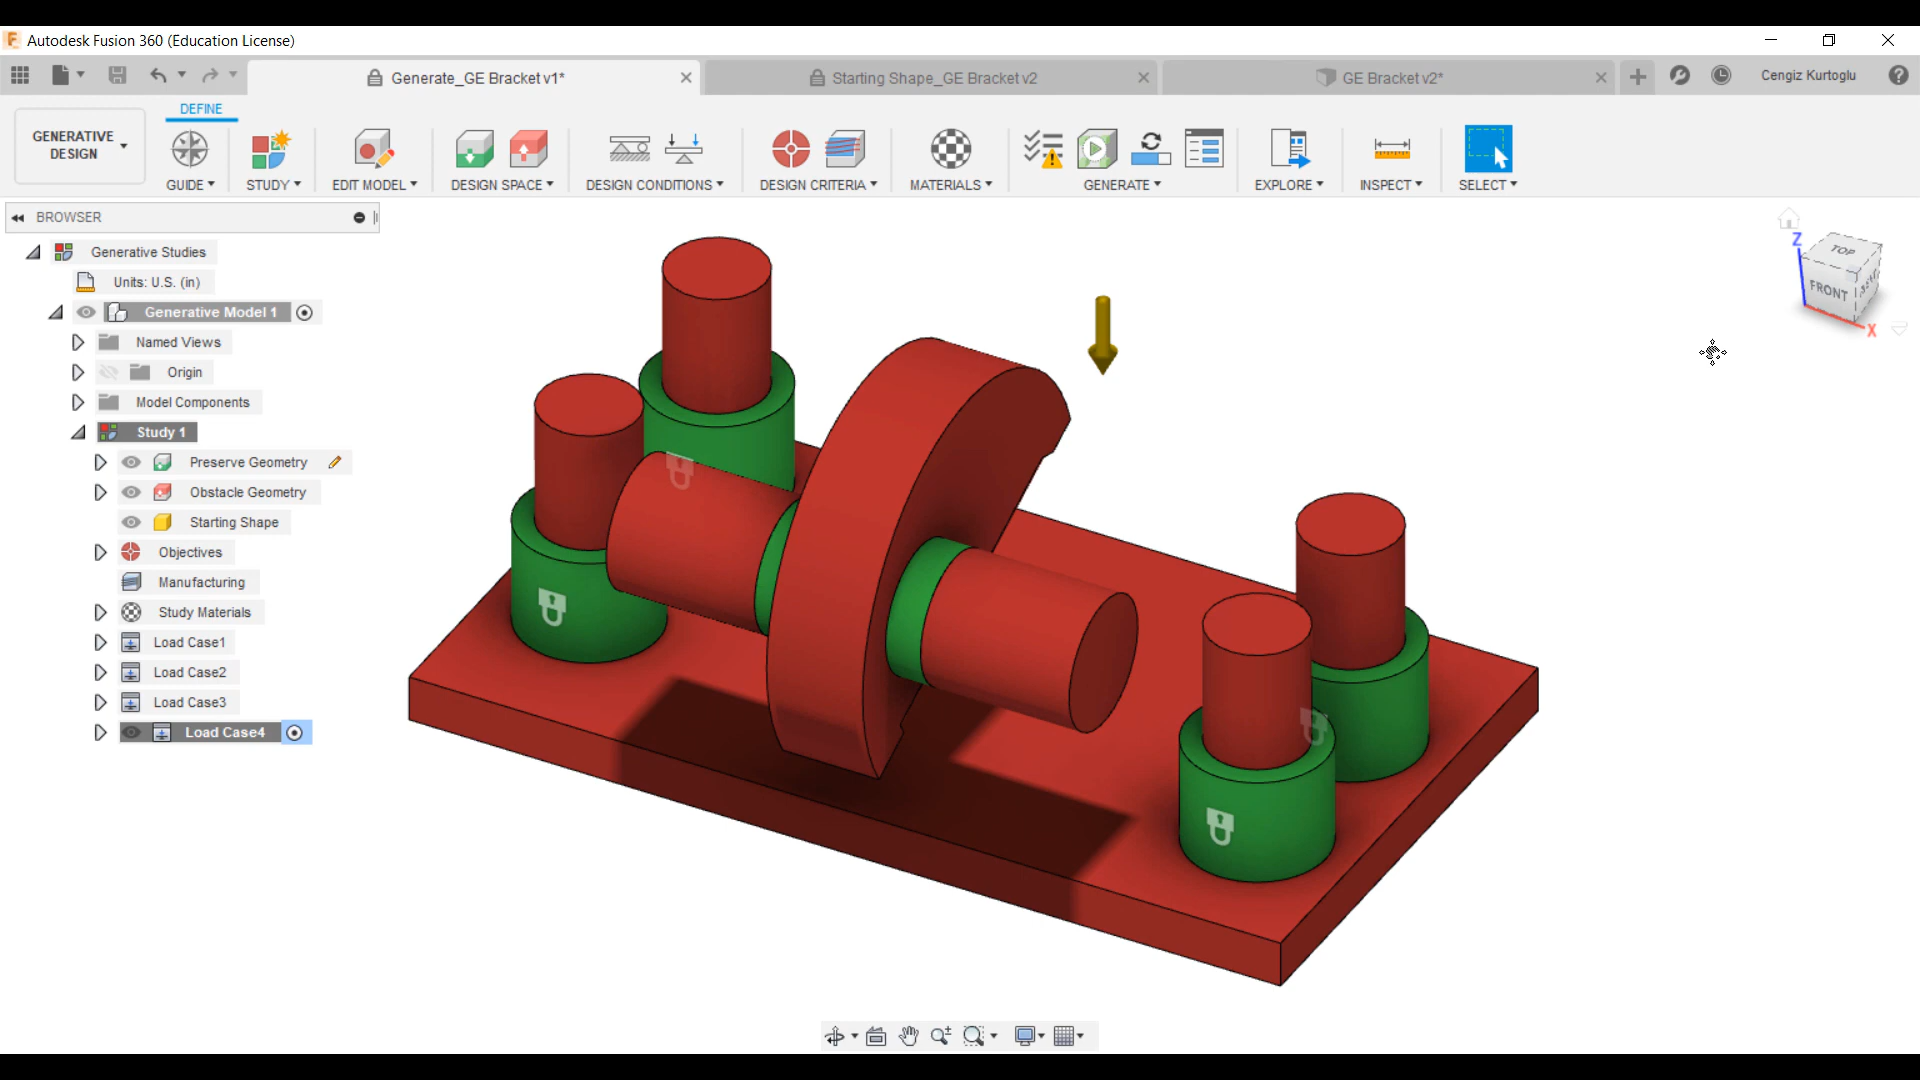 Autodesk Fusion 360 (Education License)
Generate_GE Bracket v1*
Starting Shape_GE Bracket v2
GE Bracket v2*
Cengiz Kurtoglu
DEFINE
GENERATIVE DESIGN
GUIDE
STUDY
EDIT MODEL
DESIGN SPACE
DESIGN CONDITIONS
DESIGN CRITERIA
MATERIALS
GENERATE
EXPLORE
INSPECT
SELECT
BROWSER
Generative Studies
Units: U.S. (in)
Generative Model 1
Named Views
Origin
Model Components
Study 1
Preserve Geometry
Obstacle Geometry
Starting Shape
Objectives
Manufacturing
Study Materials
Load Case1
Load Case2
Load Case3
Load Case4
Z
TOP
FRONT
X